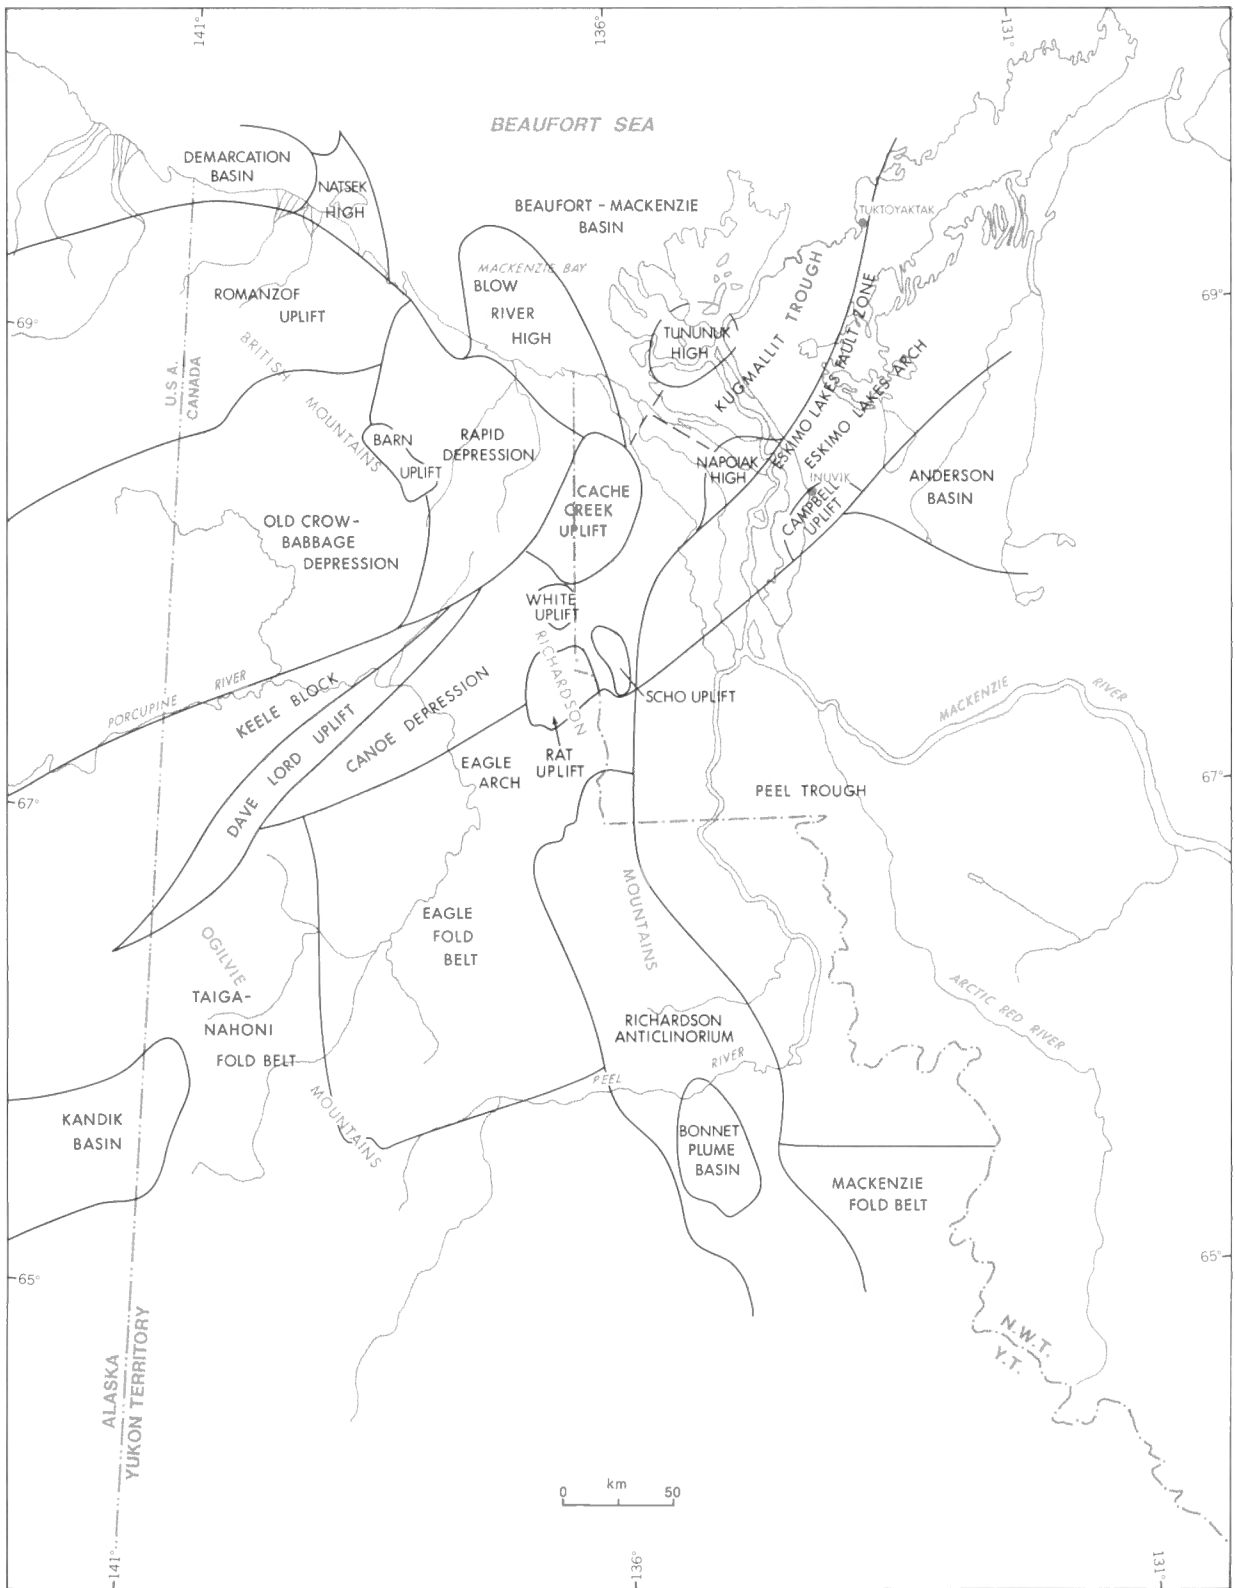 141°
136°
131°
BEAUFORT SEA
DEMARCATION
BASIN
NATSEK
HIGH
BEAUFORT - MACKENZIE
BASIN
TUKTOYAKTAK
MACKENZIE BAY
BLOW
RIVER
HIGH
ROMANZOF
UPLIFT
69°
69°
TUNUNUK
HIGH
KUGMALLIT TROUGH
ESKIMO LAKES FAULT ZONE
ESKIMO LAKES ARCH
BRITISH
MOUNTAINS
U.S.A.
CANADA
BARN
UPLIFT
RAPID
DEPRESSION
NAPOIAK
HIGH
INUVIK
CAMPBELL
UPLIFT
ANDERSON
BASIN
CACHE
CREEK
UPLIFT
OLD CROW-
BABBAGE
DEPRESSION
WHITE
UPLIFT
RICHARDSON
SCHO UPLIFT
PORCUPINE RIVER
KEELE BLOCK
DAVE LORD UPLIFT
CANOE DEPRESSION
MACKENZIE RIVER
EAGLE
ARCH
RAT
UPLIFT
67°
67°
PEEL TROUGH
MOUNTAINS
EAGLE
FOLD
BELT
OGILVIE
TAIGA-
NAHONI
FOLD BELT
MOUNTAINS
ARCTIC RED RIVER
RICHARDSON
ANTICLINORIUM
PEEL RIVER
KANDIK
BASIN
BONNET
PLUME
BASIN
MACKENZIE
FOLD BELT
65°
65°
ALASKA
YUKON TERRITORY
N.W.T.
Y.T.
km
0 50
141°
136°
131°